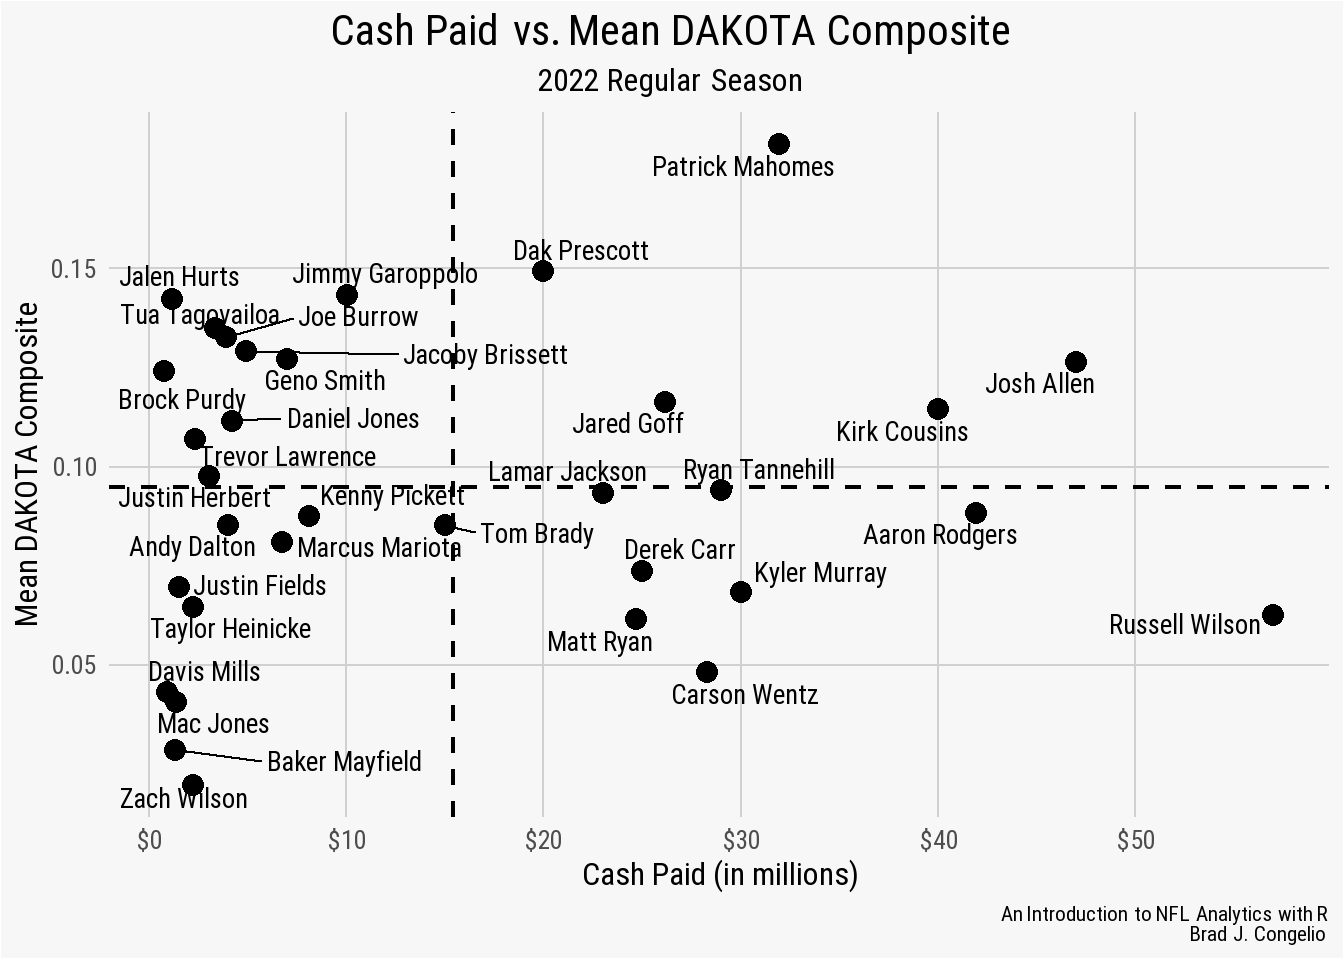 Cash Paid vs. Mean DAKOTA Composite
2022 Regular Season
Patrick Mahomes
Dak Prescott
0.15
Jalen Hurts
Jimmy Garoppolo
Tua Tagovailoa
Joe Burrow
Jacoby Brissett
Geno Smith
Josh Allen
Brock Purdy
Daniel Jones
Jared Goff
Kirk Cousins
Trevor Lawrence
0.10
Lamar Jackson
Ryan Tannehill
Justin Herbert
Kenny Pickett
Tom Brady
Aaron Rodgers
Andy Dalton
Marcus Mariota
Derek Carr
Justin Fields
Kyler Murray
Taylor Heinicke
Matt Ryan
Russell Wilson
0.05
Davis Mills
Carson Wentz
Mac Jones
Baker Mayfield
Zach Wilson
Mean DAKOTA Composite
$0 $10 $20 $30 $40 $50
Cash Paid (in millions)
An Introduction to NFL Analytics with R
Brad J. Congelio